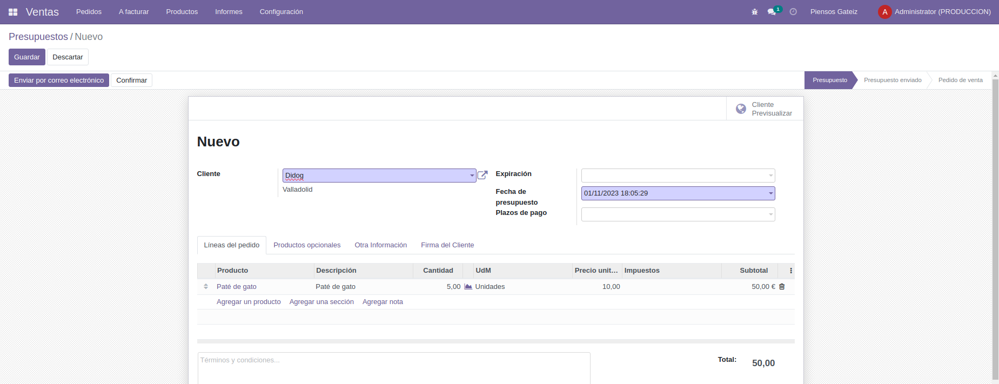 Ventas Pedidos A facturar Productos Informes Configuración 1 Piensos Gateiz A Administrator (PRODUCCION)
Presupuestos / Nuevo
Guardar Descartar
Enviar por correo electrónico Confirmar Presupuesto Presupuesto enviado Pedido de venta
Cliente
Previsualizar
Nuevo
Cliente Didog Expiración
Valladolid Fecha de
presupuesto 01/11/2023 18:05:29
Plazos de pago
Líneas del pedido Productos opcionales Otra Información Firma del Cliente
Producto Descripción Cantidad UdM Precio unit... Impuestos Subtotal
Paté de gato Paté de gato 5,00 Unidades 10,00 50,00 €
Agregar un producto Agregar una sección Agregar nota
Términos y condiciones... Total: 50,00